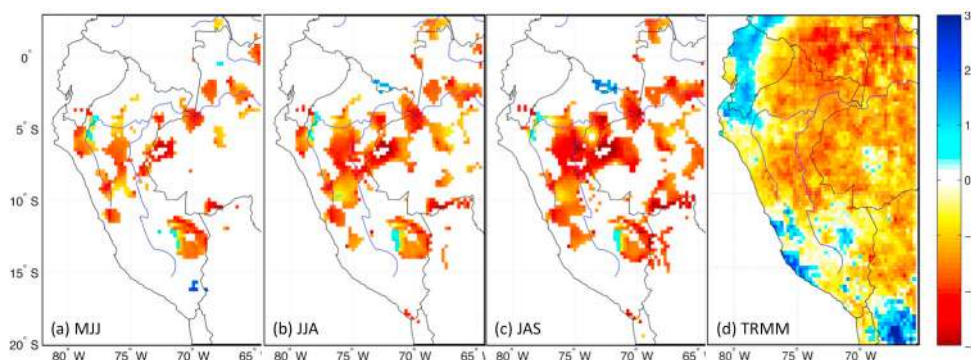 0°
5° S
10° S
15° S
20° S
(a) MJJ
(b) JJA
(c) JAS
(d) TRMM
80° W 75° W 70° W 65° W
80° W 75° W 70° W 65° W
80° W 75° W 70° W 65° W
80° W 75° W 70° W
3
2
1
0